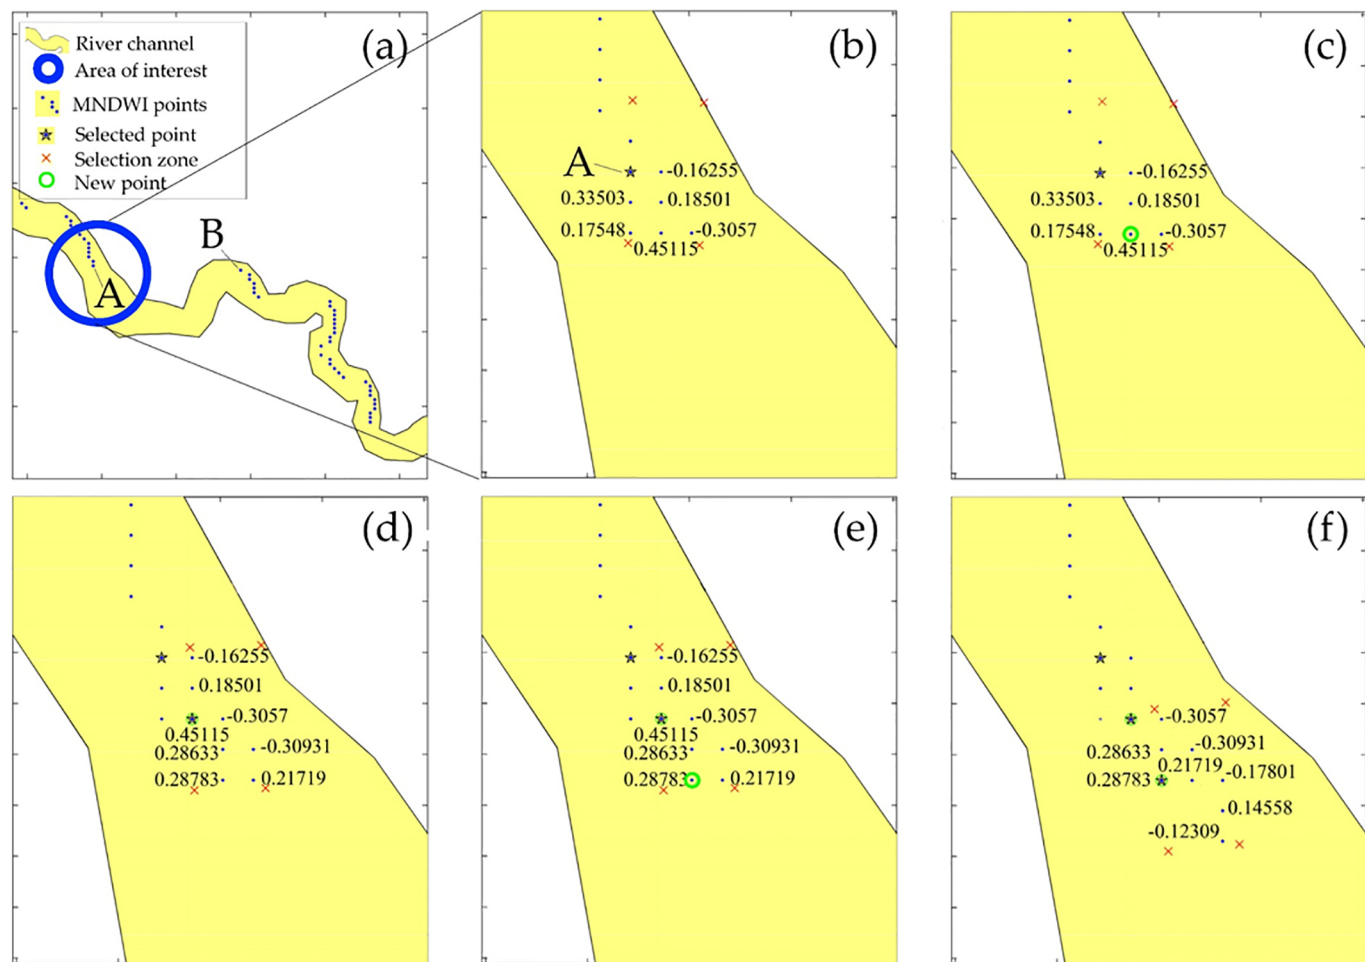 (a)
River channel
Area of interest
MNDWI points
Selected point
Selection zone
New point
B
A
(b)
A
-0.16255
0.33503
0.18501
0.17548
-0.3057
0.45115
(c)
-0.16255
0.33503
0.18501
0.17548
-0.3057
0.45115
(d)
-0.16255
0.18501
-0.3057
0.45115
0.28633
-0.30931
0.28783
0.21719
(e)
-0.16255
0.18501
-0.3057
0.45115
0.28633
-0.30931
0.28783
0.21719
(f)
-0.3057
0.28633
-0.30931
0.21719
0.28783
-0.17801
0.14558
-0.12309